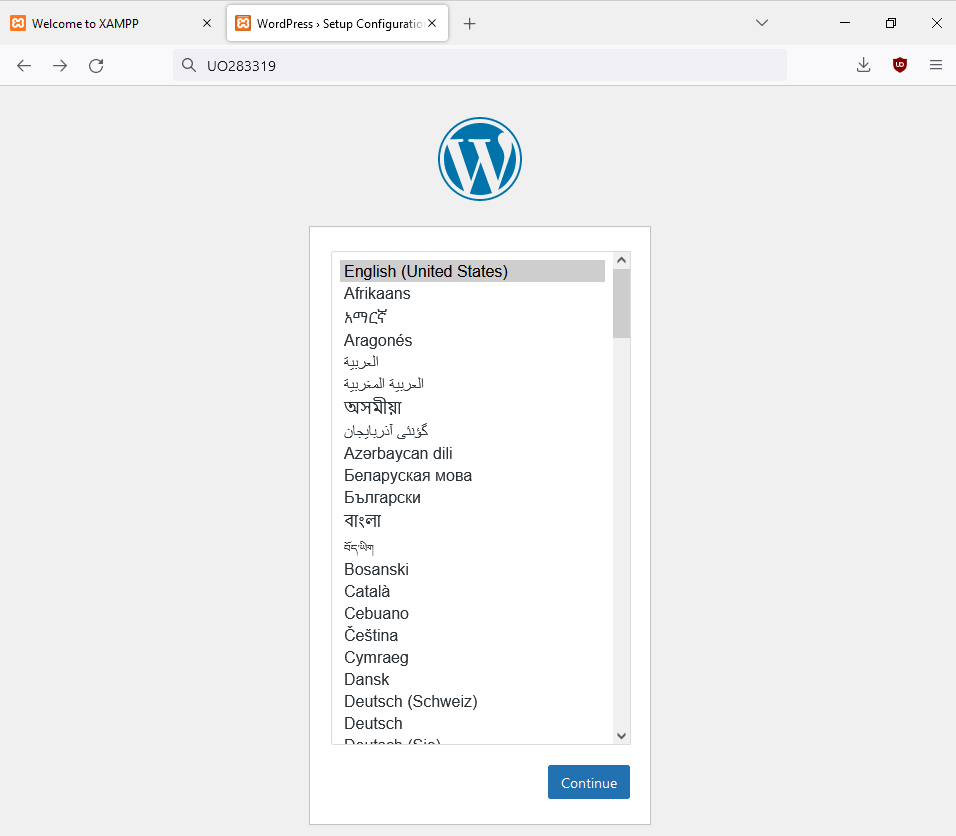 Welcome to XAMPP
WordPress › Setup Configuratio
UO283319
English (United States)
Afrikaans
አማርኛ
Aragonés
العربية
العربية المغربية
অসমীয়া
گؤنئی آذربایجان
Azərbaycan dili
Беларуская мова
Български
বাংলা
བོད་ཡིག
Bosanski
Català
Cebuano
Čeština
Cymraeg
Dansk
Deutsch (Schweiz)
Deutsch
Deutsch (Sie)
Continue